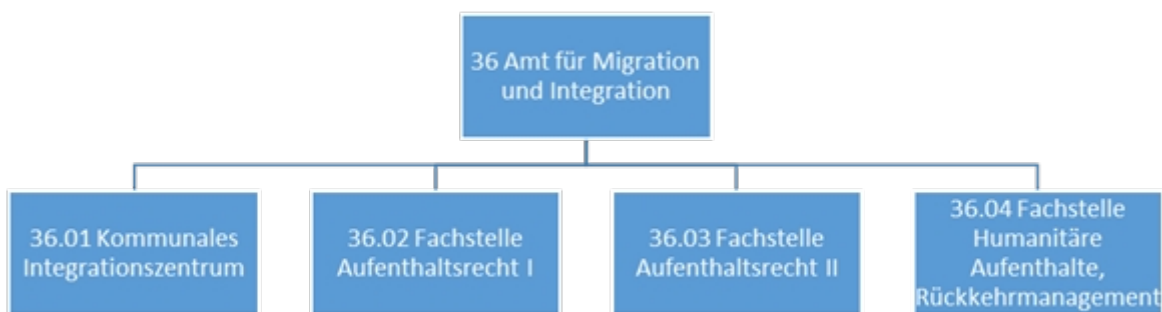 36 Amt für Migration
und Integration
36.01 Kommunales
Integrationszentrum
36.02 Fachstelle
Aufenthaltsrecht I
36.03 Fachstelle
Aufenthaltsrecht II
36.04 Fachstelle
Humanitäre
Aufenthalte,
Rückkehrmanagement